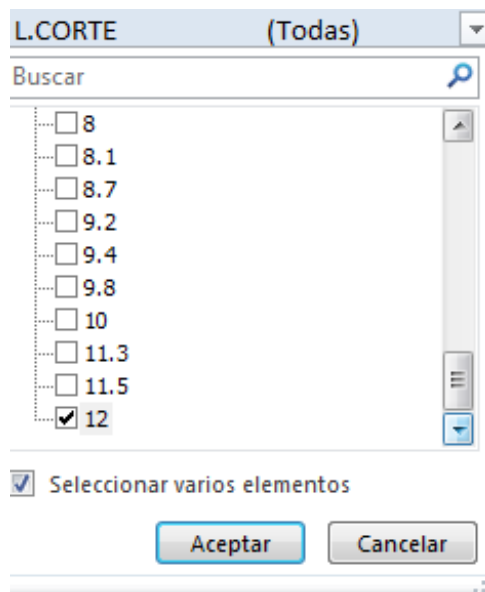 L.CORTE (Todas)
Buscar
8
8.1
8.7
9.2
9.4
9.8
10
11.3
11.5
12
Seleccionar varios elementos
Aceptar Cancelar